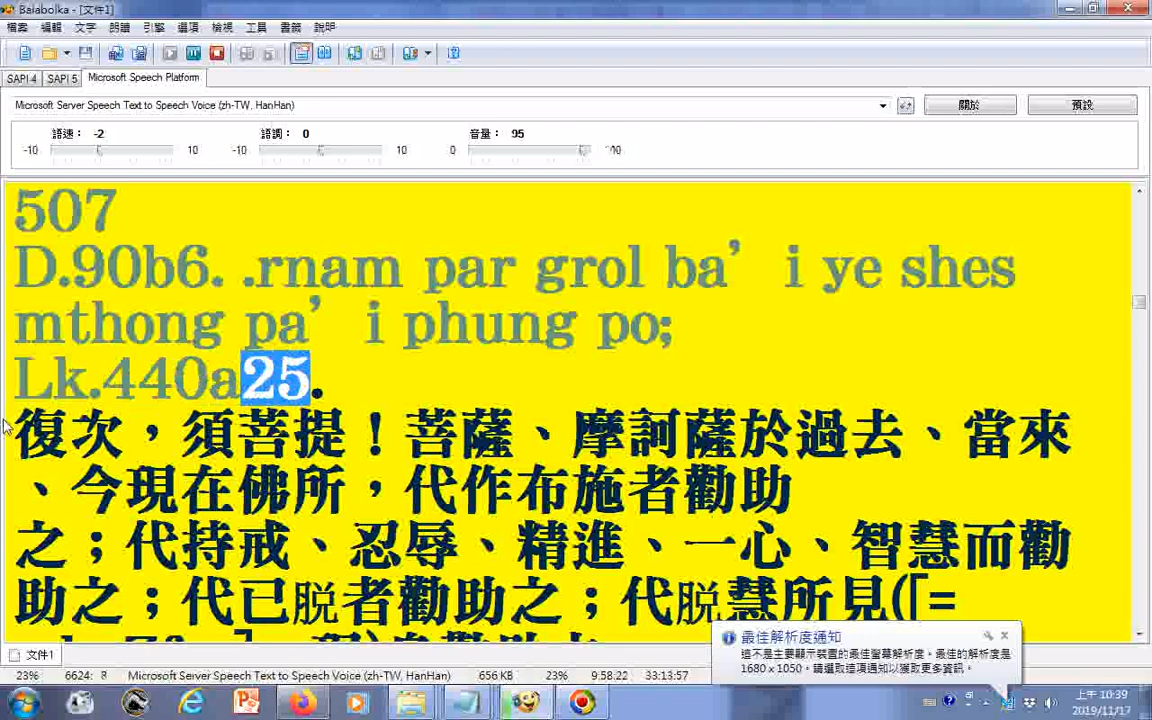 Balabolka - [文件1]
檔案 編輯 文字 朗讀 引擎 選項 檢視 工具 書籤 說明
SAPI 4 SAPI 5 Microsoft Speech Platform
Microsoft Server Speech Text to Speech Voice (zh-TW, HanHan) 關於 預設
語速： -2 語調： 0 音量： 95
-10 10 -10 10 0
507
D.90b6. .rnam par grol ba’i ye shes
mthong pa’i phung po;
Lk.440a25.
復次，須菩提！菩薩、摩訶薩於過去、當來
、今現在佛所，代作布施者勸助
之；代持戒、忍辱、精進、一心、智慧而勸
助之；代已脱者勸助之；代脱慧所見(「=
最佳解析度通知
這不是主要顯示裝置的最佳螢幕解析度。最佳的解析度是
1680 x 1050。請選取這項通知以獲取更多資訊。
文件1
23% 6624: 8 Microsoft Server Speech Text to Speech Voice (zh-TW, HanHan) 656 KB 23% 9:58:22 33:13:57
上午 10:39
2019/11/17